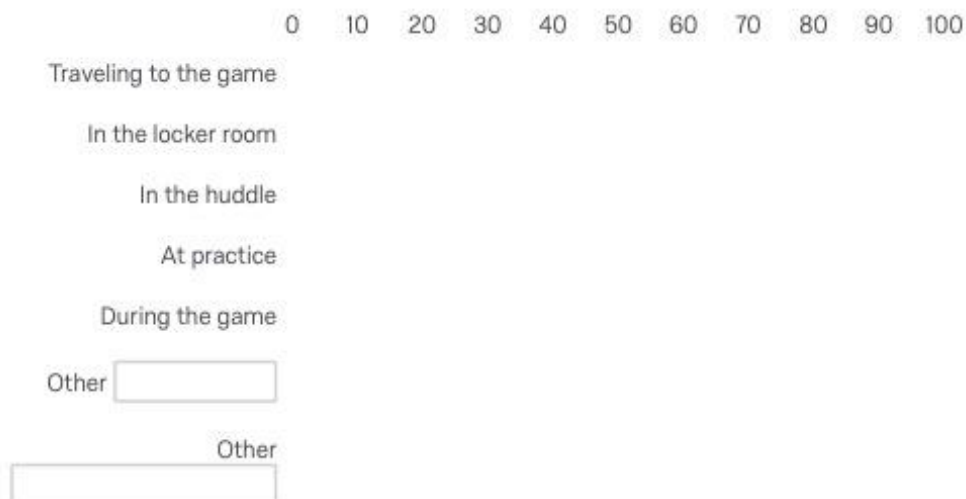 0 10 20 30 40 50 60 70 80 90 100
Traveling to the game
In the locker room
In the huddle
At practice
During the game
Other
Other